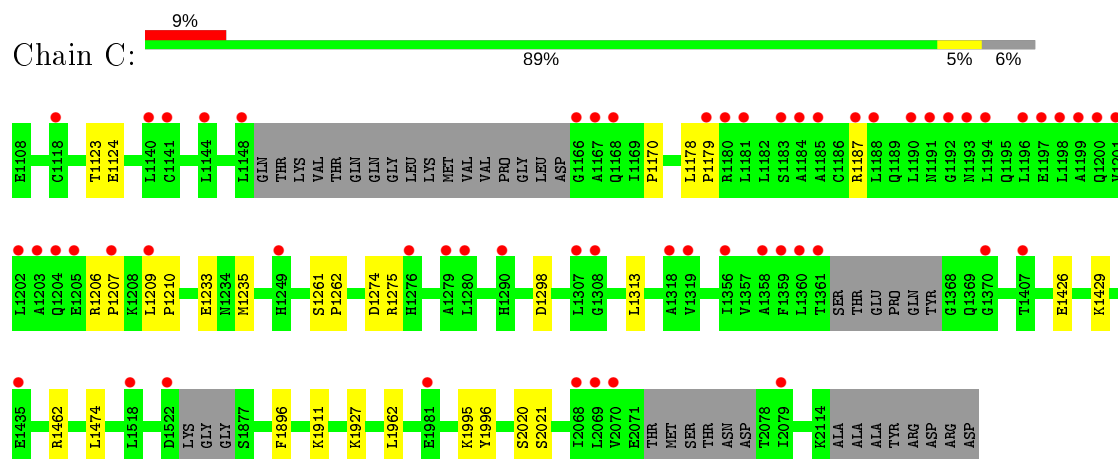 9%
Chain C:
89% 5% 6%
E1108 C1118 T1123 E1124 L1140 C1141 L1144 L1148 GLN THR LYS VAL THR GLN GLN GLY LEU LYS MET VAL VAL PRO GLY LEU ASP G1166 A1167 Q1168 I1169 P1170 L1178 P1179 R1180 L1181 L1182 S1183 A1184 A1185 C1186 R1187 L1188 Q1189 L1190 N1191 G1192 N1193 L1194 Q1195 L1196 E1197 L1198 A1199 Q1200 V1201
L1202 A1203 Q1204 E1205 R1206 P1207 K1208 L1209 P1210 E1233 N1234 M1235 H1249 S1261 P1262 D1274 R1275 H1276 A1279 L1280 H1290 D1298 L1307 G1308 L1313 A1318 V1319 I1356 V1357 A1358 F1359 L1360 T1361 SER THR GLU PRO GLN TYR G1368 Q1369 G1370 T1407 E1426 K1429
E1435 R1462 L1474 L1518 D1522 LYS GLY GLY S1877 F1896 K1911 K1927 L1962 E1981 K1995 Y1996 S2020 S2021 I2068 L2069 V2070 E2071 THR MET SER THR ASN ASP T2078 I2079 K2114 ALA ALA ALA TYR ARG ASP ARG ASP